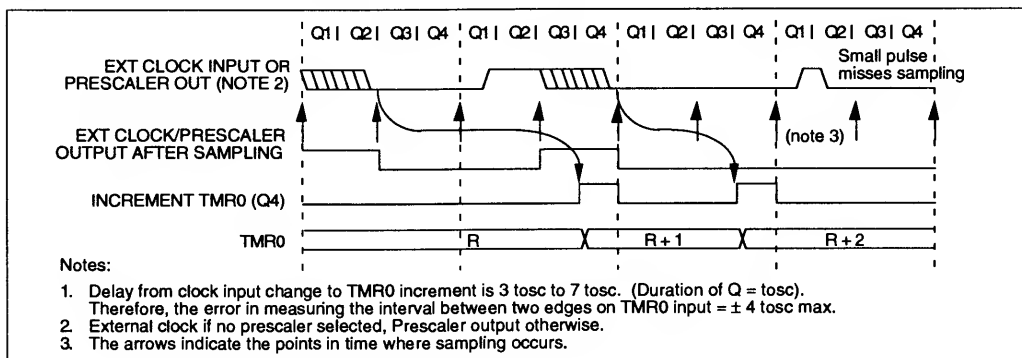 Q1 | Q2 | Q3 | Q4 | Q1 | Q2 | Q3 | Q4 | Q1 | Q2 | Q3 | Q4 | Q1 | Q2 | Q3 | Q4
EXT CLOCK INPUT OR
PRESCALER OUT (NOTE 2)
Small pulse
misses sampling
EXT CLOCK/PRESCALER
OUTPUT AFTER SAMPLING
(note 3)
INCREMENT TMR0 (Q4)
TMR0 R R + 1 R + 2
Notes:
1. Delay from clock input change to TMR0 increment is 3 tosc to 7 tosc. (Duration of Q = tosc).
Therefore, the error in measuring the interval between two edges on TMR0 input = ± 4 tosc max.
2. External clock if no prescaler selected, Prescaler output otherwise.
3. The arrows indicate the points in time where sampling occurs.